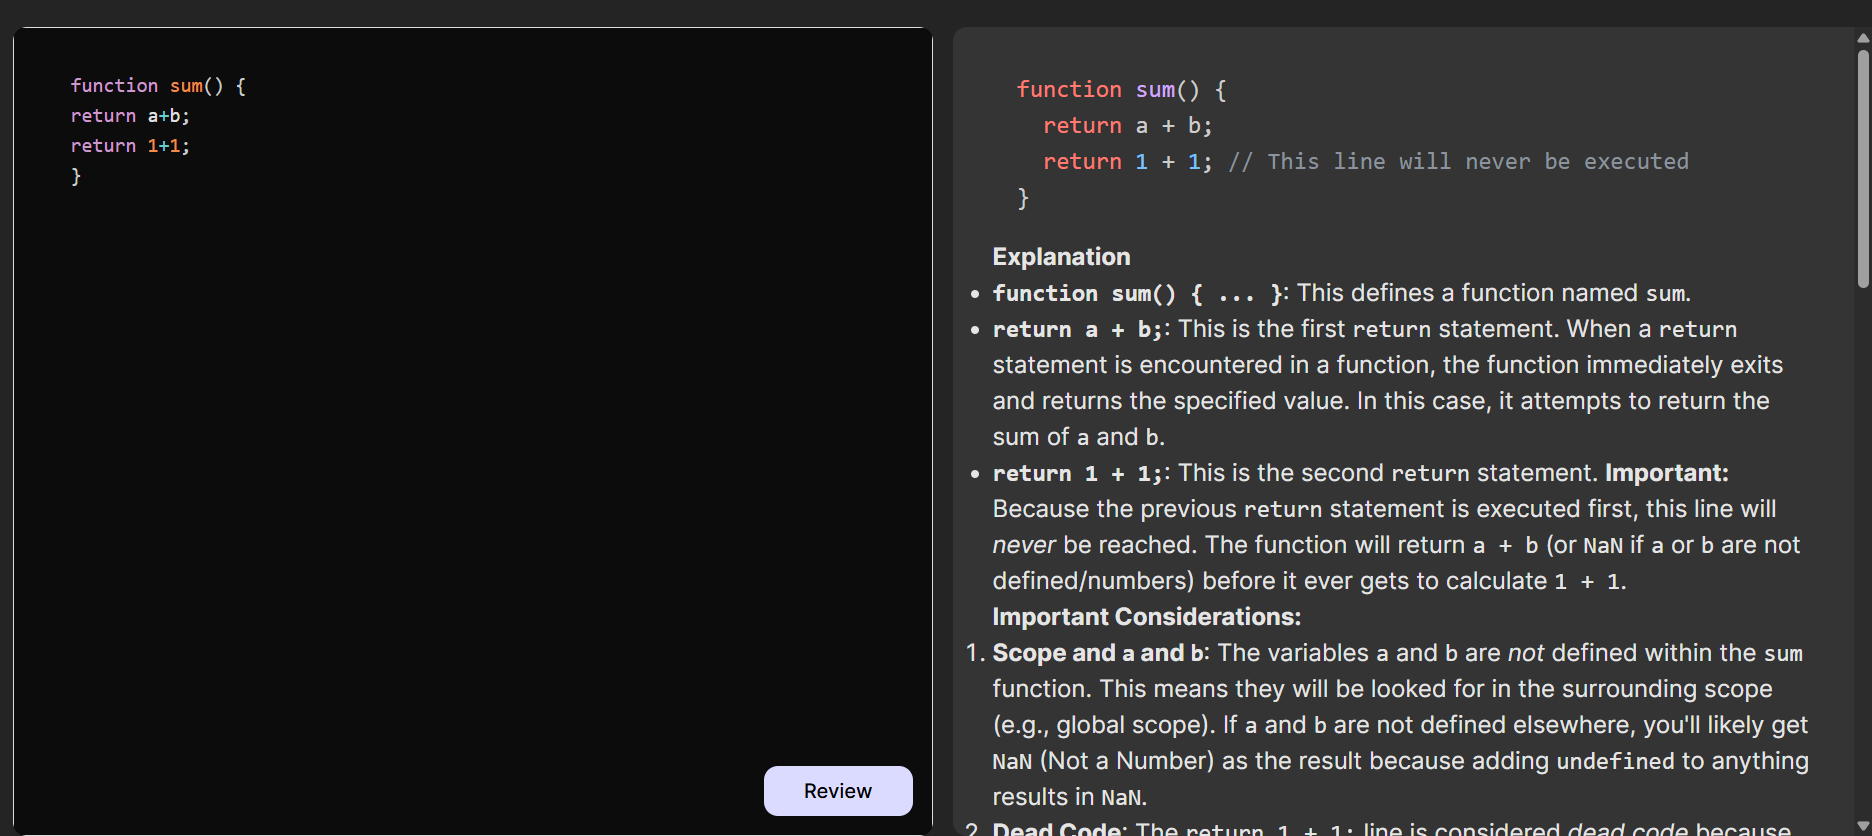 function sum() {
return a+b;
return 1+1;
}
Review
function sum() {
  return a + b;
  return 1 + 1; // This line will never be executed
}
Explanation
• function sum() { ... }: This defines a function named sum.
• return a + b;: This is the first return statement. When a return
statement is encountered in a function, the function immediately exits
and returns the specified value. In this case, it attempts to return the
sum of a and b.
• return 1 + 1;: This is the second return statement. Important:
Because the previous return statement is executed first, this line will
never be reached. The function will return a + b (or NaN if a or b are not
defined/numbers) before it ever gets to calculate 1 + 1.
Important Considerations:
1. Scope and a and b: The variables a and b are not defined within the sum
function. This means they will be looked for in the surrounding scope
(e.g., global scope). If a and b are not defined elsewhere, you'll likely get
NaN (Not a Number) as the result because adding undefined to anything
results in NaN.
2. Dead Code: The return 1 + 1; line is considered dead code because